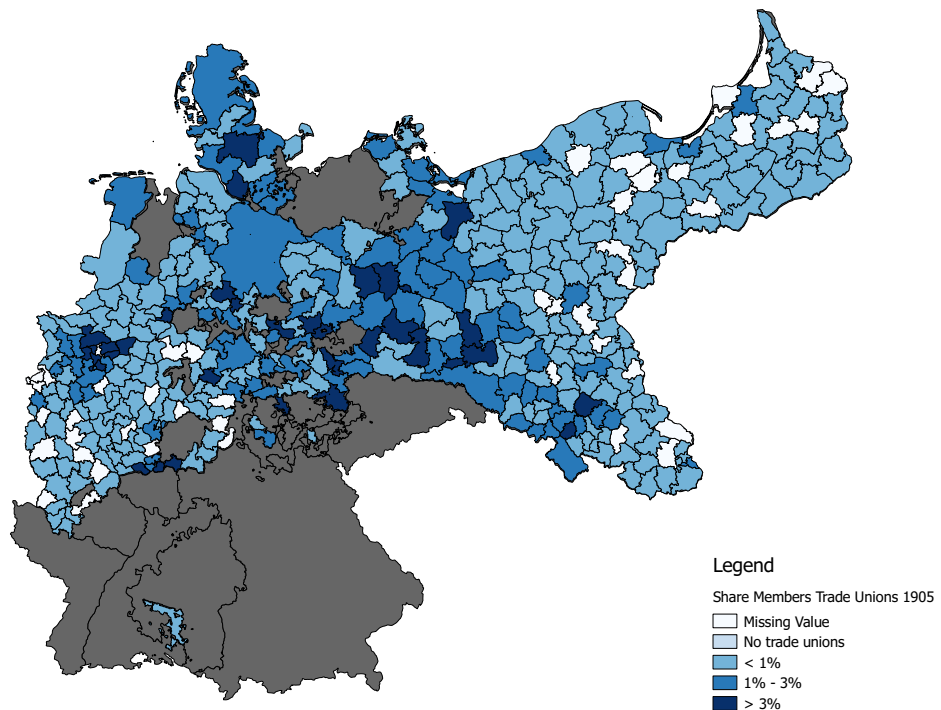 Legend
Share Members Trade Unions 1905
Missing Value
No trade unions
< 1%
1% - 3%
> 3%